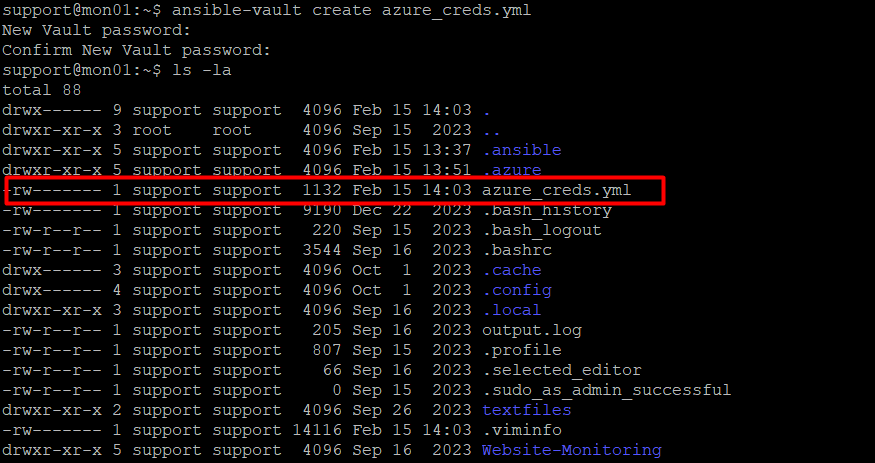 support@mon01:~$ ansible-vault create azure_creds.yml
New Vault password:
Confirm New Vault password:
support@mon01:~$ ls -la
total 88
drwx------ 9 support support  4096 Feb 15 14:03 .
drwxr-xr-x 3 root    root     4096 Sep 15  2023 ..
drwxr-xr-x 5 support support  4096 Feb 15 13:37 .ansible
drwxr-xr-x 5 support support  4096 Feb 15 13:51 .azure
-rw------- 1 support support  1132 Feb 15 14:03 azure_creds.yml
-rw------- 1 support support  9190 Dec 22  2023 .bash_history
-rw-r--r-- 1 support support   220 Sep 15  2023 .bash_logout
-rw-r--r-- 1 support support  3544 Sep 16  2023 .bashrc
drwx------ 3 support support  4096 Oct  1  2023 .cache
drwx------ 4 support support  4096 Oct  1  2023 .config
drwxr-xr-x 3 support support  4096 Sep 16  2023 .local
-rw-r--r-- 1 support support   205 Sep 16  2023 output.log
-rw-r--r-- 1 support support   807 Sep 15  2023 .profile
-rw-r--r-- 1 support support    66 Sep 16  2023 .selected_editor
-rw-r--r-- 1 support support     0 Sep 15  2023 .sudo_as_admin_successful
drwxr-xr-x 2 support support  4096 Sep 26  2023 textfiles
-rw------- 1 support support 14116 Feb 15 14:03 .viminfo
drwxr-xr-x 5 support support  4096 Sep 16  2023 Website-Monitoring